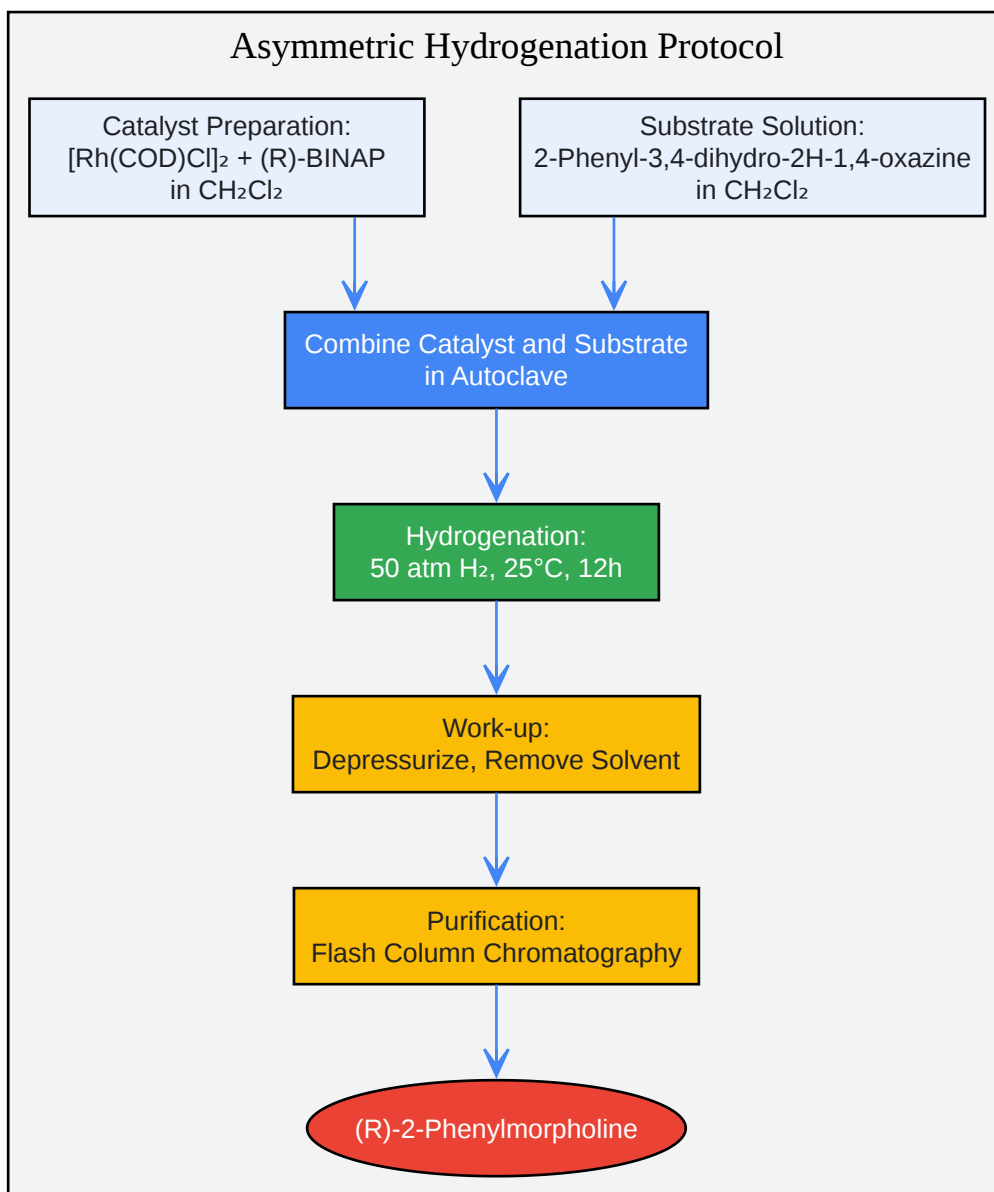 Asymmetric Hydrogenation Protocol
Catalyst Preparation:
[Rh(COD)Cl]₂ + (R)-BINAP
in CH₂Cl₂
Substrate Solution:
2-Phenyl-3,4-dihydro-2H-1,4-oxazine
in CH₂Cl₂
Combine Catalyst and Substrate
in Autoclave
Hydrogenation:
50 atm H₂, 25°C, 12h
Work-up:
Depressurize, Remove Solvent
Purification:
Flash Column Chromatography
(R)-2-Phenylmorpholine